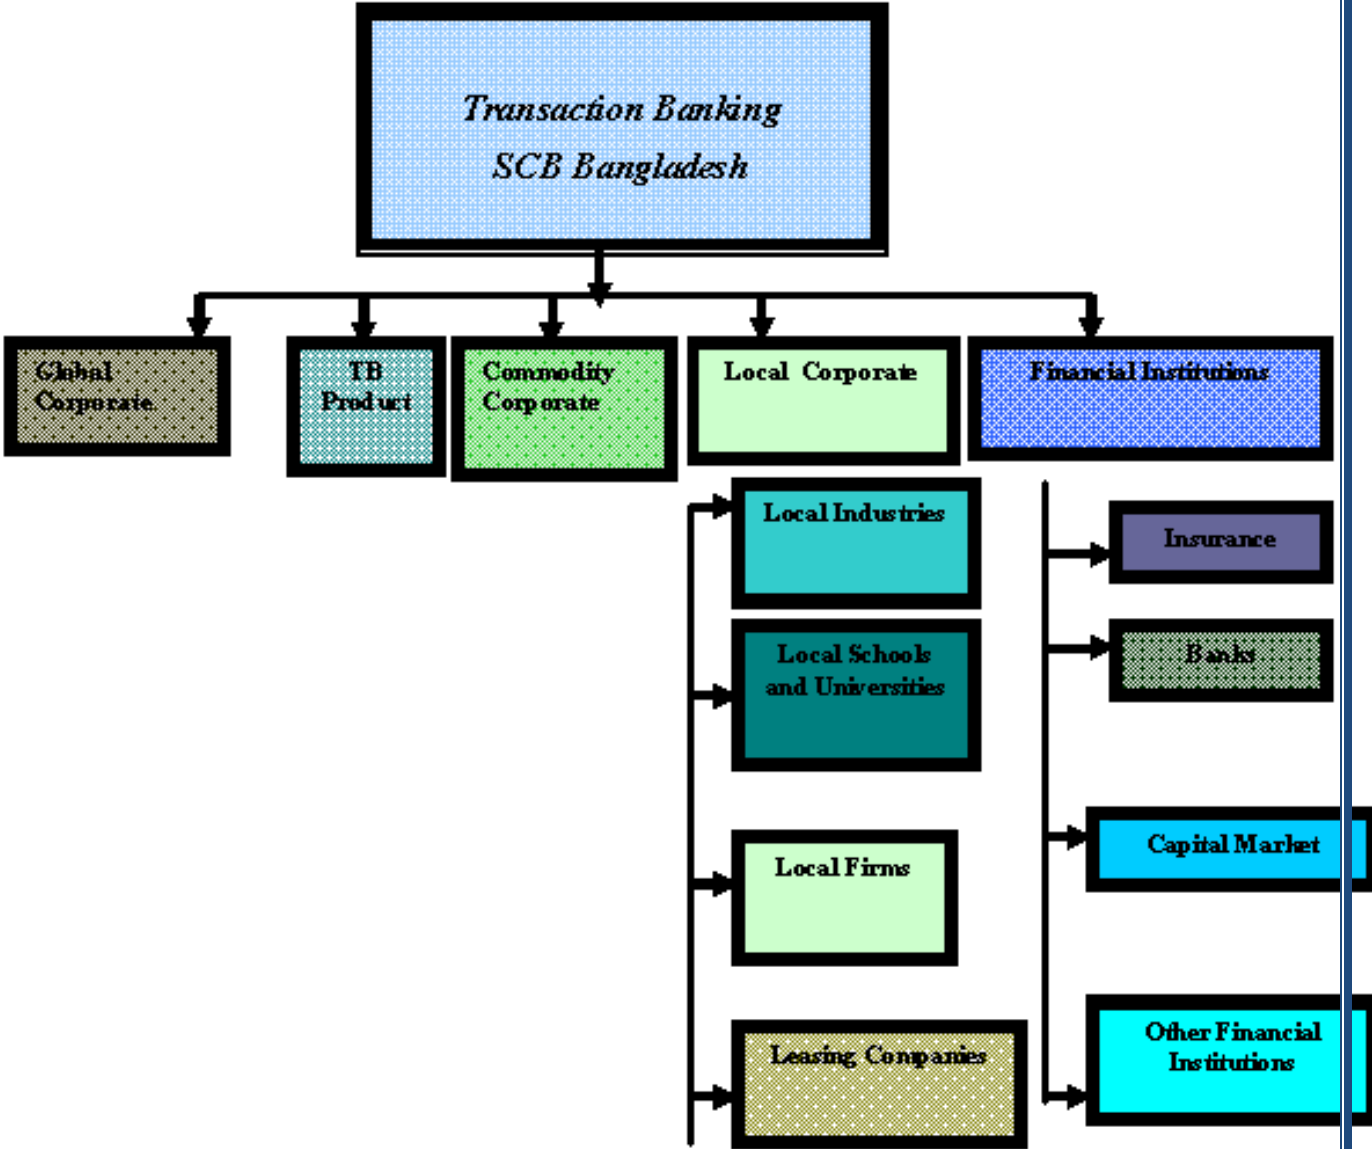 Transaction Banking
SCB Bangladesh
Global
Corporate.
TB
Product
Commodity
Corporate
Local Corporate
Financial Institutions
Local Industries
Local Schools
and Universities
Local Firms
Leasing Companies
Insurance
Banks
Capital Market
Other Financial
Institutions